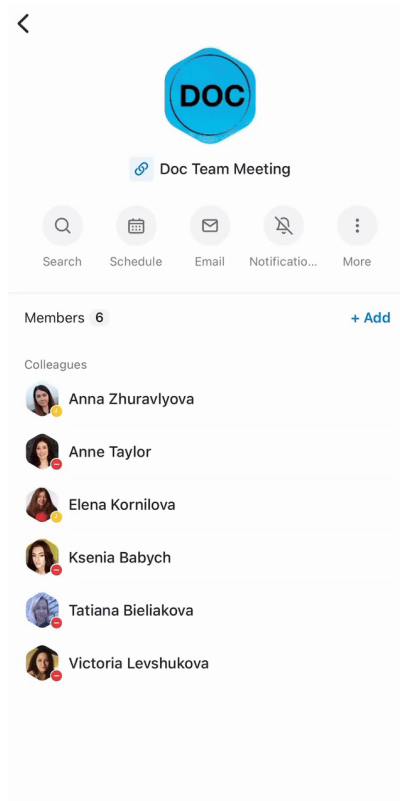 DOC
Doc Team Meeting
Search Schedule Email Notificatio... More
Members 6 + Add
Colleagues
Anna Zhuravlyova
Anne Taylor
Elena Kornilova
Ksenia Babych
Tatiana Bieliakova
Victoria Levshukova